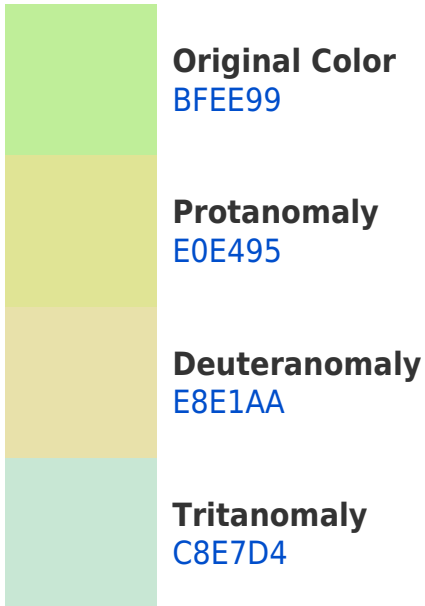 Original Color
BFEE99
Protanomaly
E0E495
Deuteranomaly
E8E1AA
Tritanomaly
C8E7D4